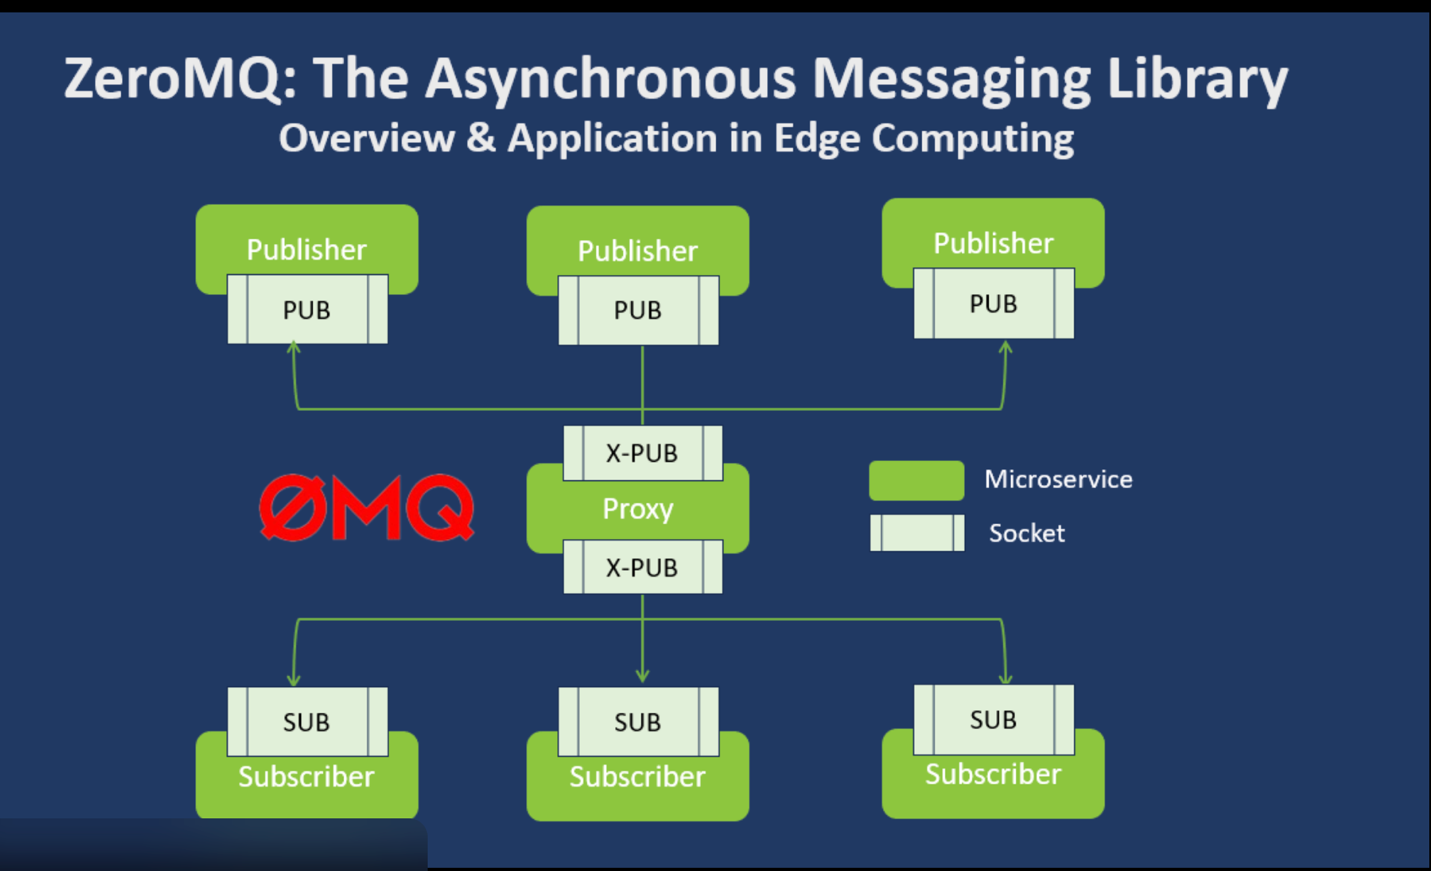 ZeroMQ: The Asynchronous Messaging Library
Overview & Application in Edge Computing
Publisher
Publisher
Publisher
PUB
PUB
PUB
X-PUB
ØMQ
Proxy
X-PUB
Microservice
Socket
SUB
SUB
SUB
Subscriber
Subscriber
Subscriber